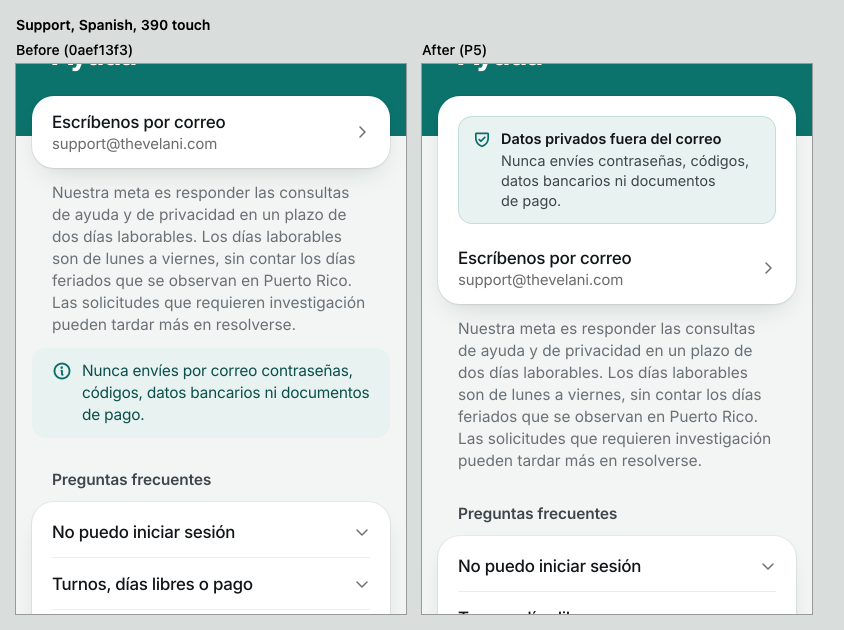 Support, Spanish, 390 touch
Before (0aef13f3)
Ayuda
Escríbenos por correo
support@thevelani.com
Nuestra meta es responder las consultas
de ayuda y de privacidad en un plazo de
dos días laborables. Los días laborables
son de lunes a viernes, sin contar los días
feriados que se observan en Puerto Rico.
Las solicitudes que requieren investigación
pueden tardar más en resolverse.
Nunca envíes por correo contraseñas,
códigos, datos bancarios ni documentos
de pago.
Preguntas frecuentes
No puedo iniciar sesión
Turnos, días libres o pago
After (P5)
Ayuda
Datos privados fuera del correo
Nunca envíes contraseñas, códigos,
datos bancarios ni documentos
de pago.
Escríbenos por correo
support@thevelani.com
Nuestra meta es responder las consultas
de ayuda y de privacidad en un plazo de
dos días laborables. Los días laborables
son de lunes a viernes, sin contar los días
feriados que se observan en Puerto Rico.
Las solicitudes que requieren investigación
pueden tardar más en resolverse.
Preguntas frecuentes
No puedo iniciar sesión